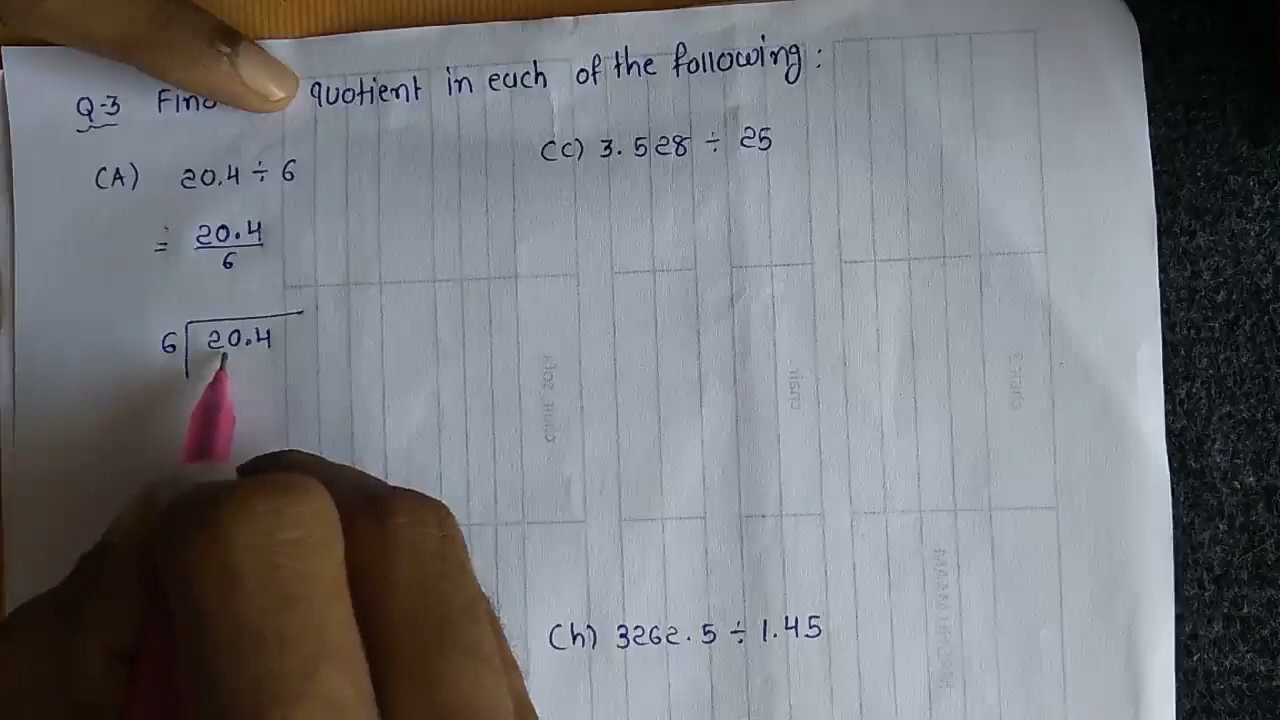 Q-3 Find quotient in each of the following :
(A) 20.4 ÷ 6
= 20.4
6
6 20.4
(C) 3.528 ÷ 25
(h) 3262.5 ÷ 1.45